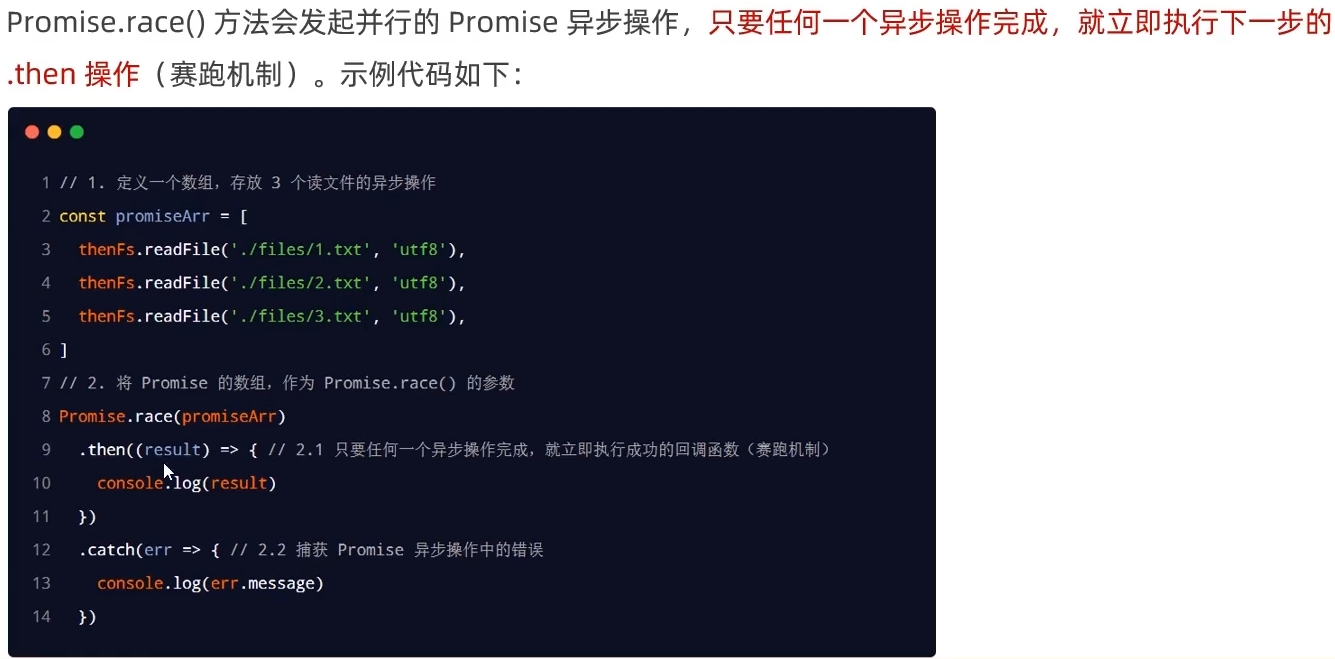 Promise.race() 方法会发起并行的 Promise 异步操作，只要任何一个异步操作完成，就立即执行下一步的
.then 操作（赛跑机制）。示例代码如下：
1 // 1. 定义一个数组，存放 3 个读文件的异步操作
2 const promiseArr = [
3   thenFs.readFile('./files/1.txt', 'utf8'),
4   thenFs.readFile('./files/2.txt', 'utf8'),
5   thenFs.readFile('./files/3.txt', 'utf8'),
6 ]
7 // 2. 将 Promise 的数组，作为 Promise.race() 的参数
8 Promise.race(promiseArr)
9   .then((result) => { // 2.1 只要任何一个异步操作完成，就立即执行成功的回调函数（赛跑机制）
10     console.log(result)
11   })
12   .catch(err => { // 2.2 捕获 Promise 异步操作中的错误
13     console.log(err.message)
14   })